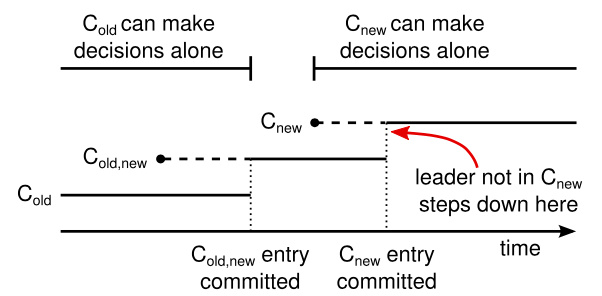 Cold can make
decisions alone
Cnew can make
decisions alone
Cnew
Cold,new
Cold
leader not in Cnew
steps down here
time
Cold,new entry
committed
Cnew entry
committed